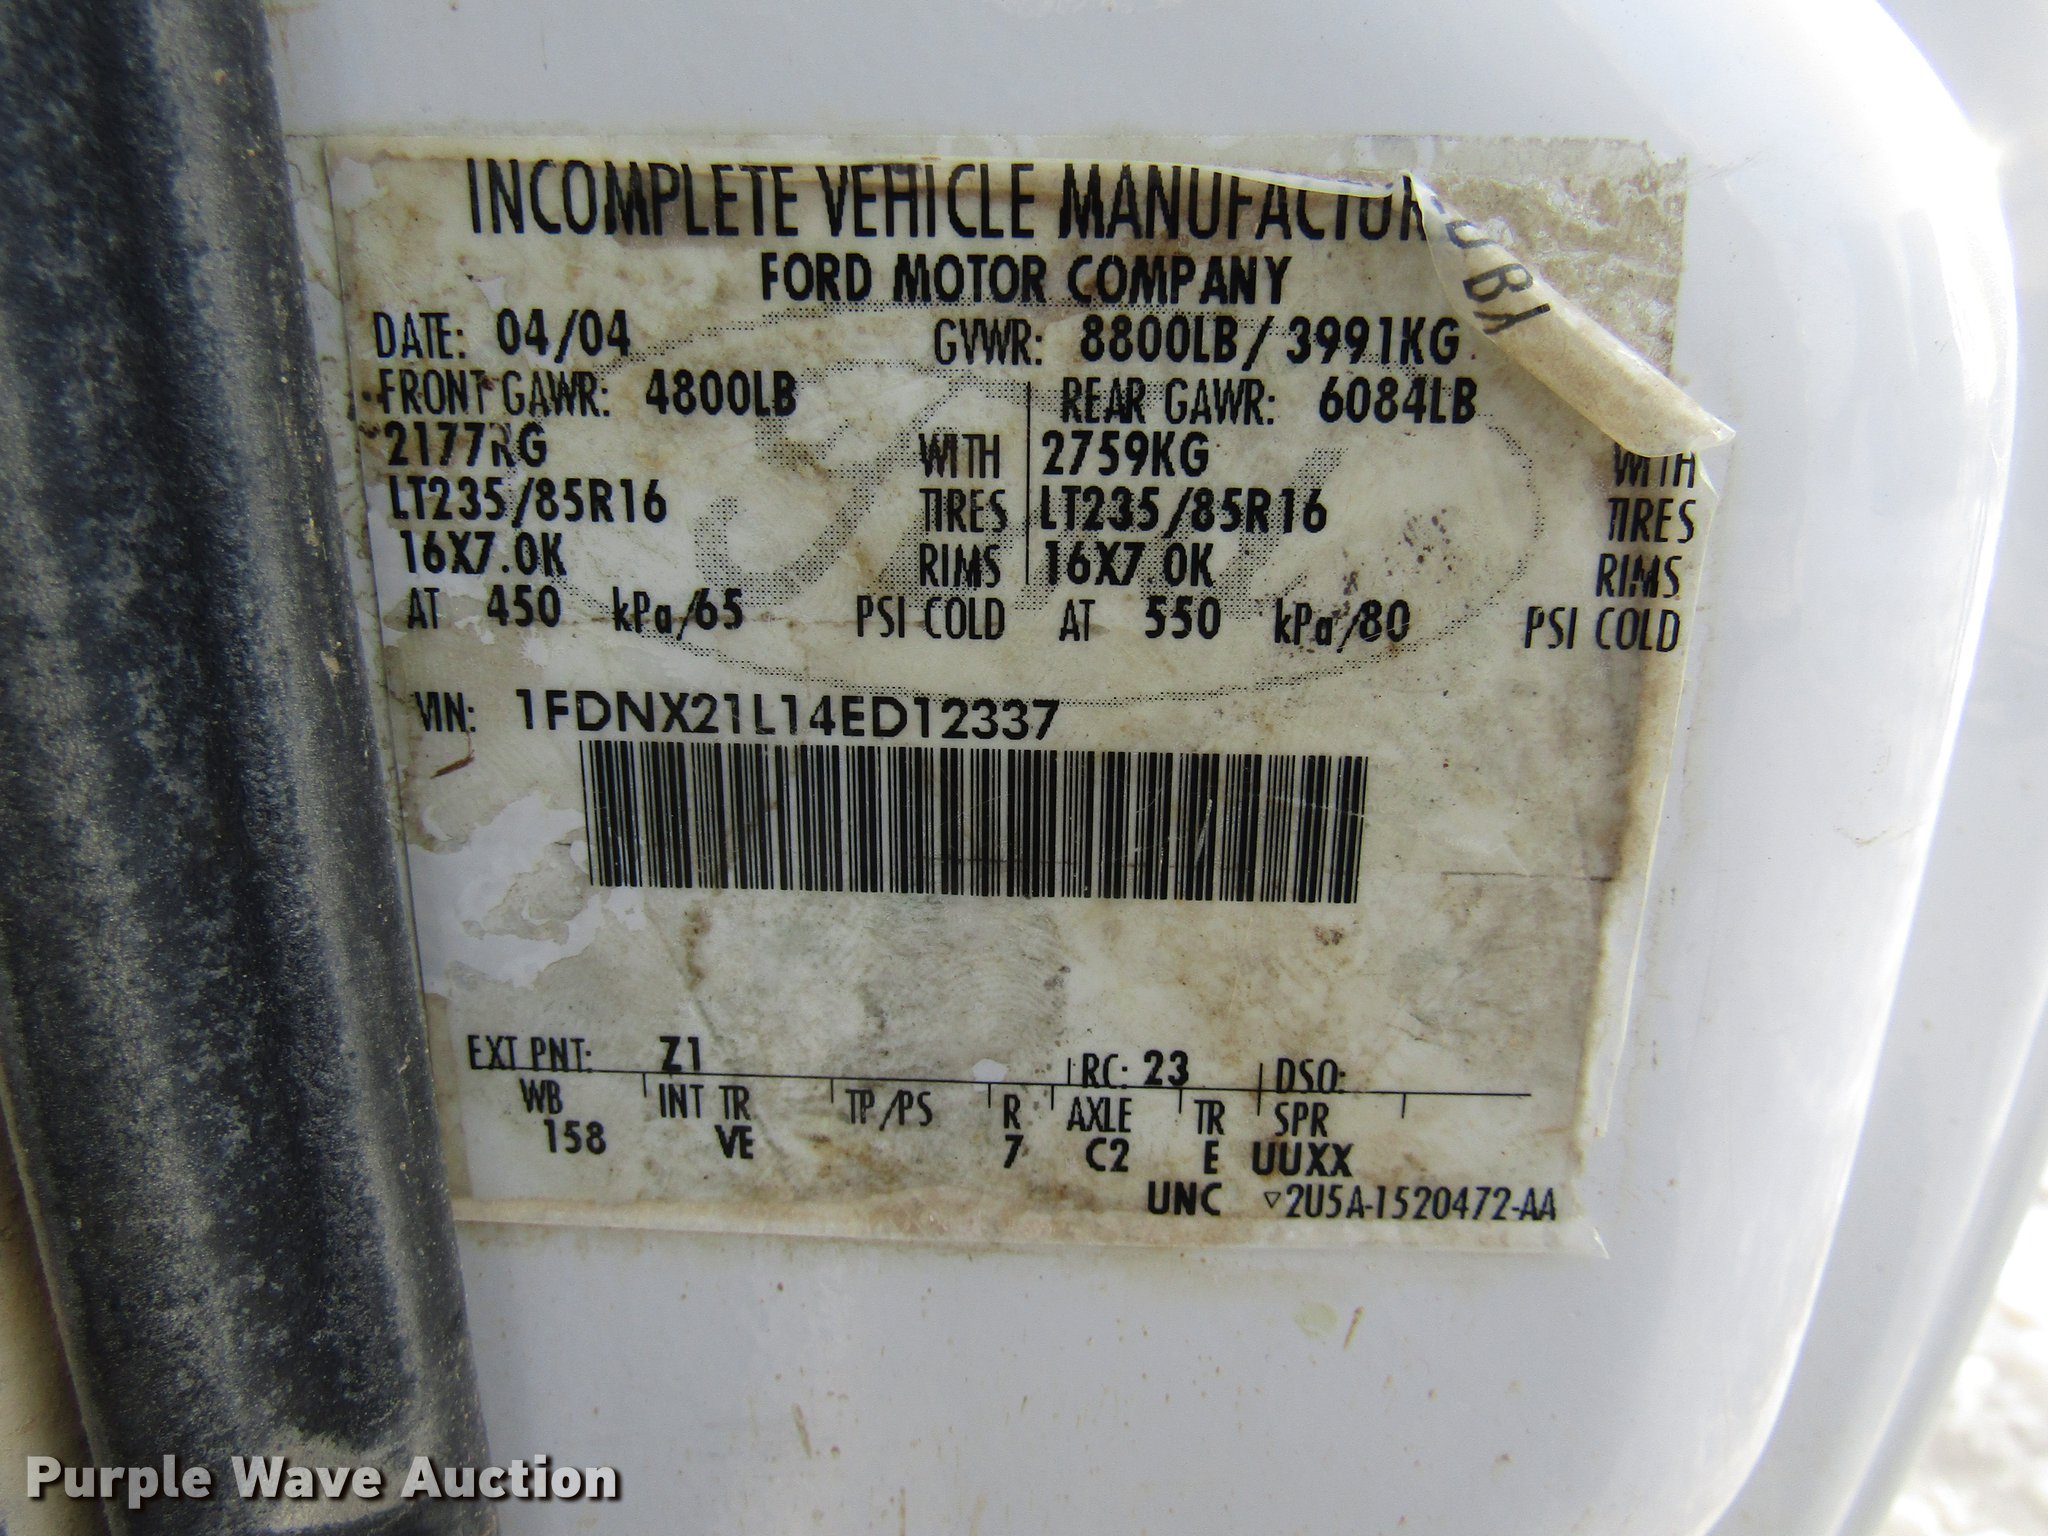 INCOMPLETE VEHICLE MANUFACTUR
FORD MOTOR COMPANY
DATE: 04/04 GVWR: 8800LB/ 3991KG
FRONT GAWR: 4800LB REAR GAWR: 6084LB
2177KG WITH 2759KG WITH
LT235/85R16 TIRES LT235/85R16 TIRES
16X7.0K RIMS 16X7.0K RIMS
AT 450 kPa/65 PSI COLD AT 550 kPa/80 PSI COLD
VIN: 1FDNX21L14ED12337
EXT PNT: Z1 RC: 23 DSO:
WB INT TR TP/PS R AXLE TR SPR
158 VE 7 C2 E UUXX
UNC ▽2U5A-1520472-AA
Purple Wave Auction